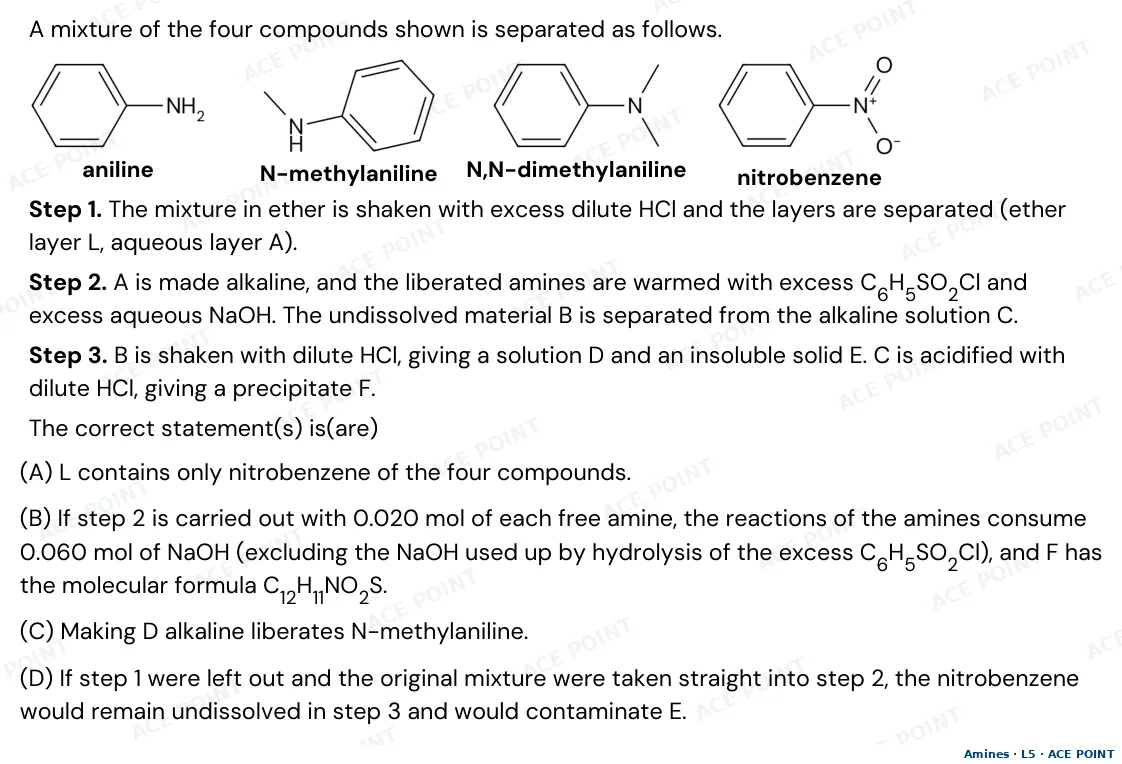 A mixture of the four compounds shown is separated as follows.
NH2
N
H
N
N+
O
O−
aniline
N-methylaniline
N,N-dimethylaniline
nitrobenzene
Step 1. The mixture in ether is shaken with excess dilute HCl and the layers are separated (ether
layer L, aqueous layer A).
Step 2. A is made alkaline, and the liberated amines are warmed with excess C6H5SO2Cl and
excess aqueous NaOH. The undissolved material B is separated from the alkaline solution C.
Step 3. B is shaken with dilute HCl, giving a solution D and an insoluble solid E. C is acidified with
dilute HCl, giving a precipitate F.
The correct statement(s) is(are)
(A) L contains only nitrobenzene of the four compounds.
(B) If step 2 is carried out with 0.020 mol of each free amine, the reactions of the amines consume
0.060 mol of NaOH (excluding the NaOH used up by hydrolysis of the excess C6H5SO2Cl), and F has
the molecular formula C12H11NO2S.
(C) Making D alkaline liberates N-methylaniline.
(D) If step 1 were left out and the original mixture were taken straight into step 2, the nitrobenzene
would remain undissolved in step 3 and would contaminate E.
Amines · L5 · ACE POINT